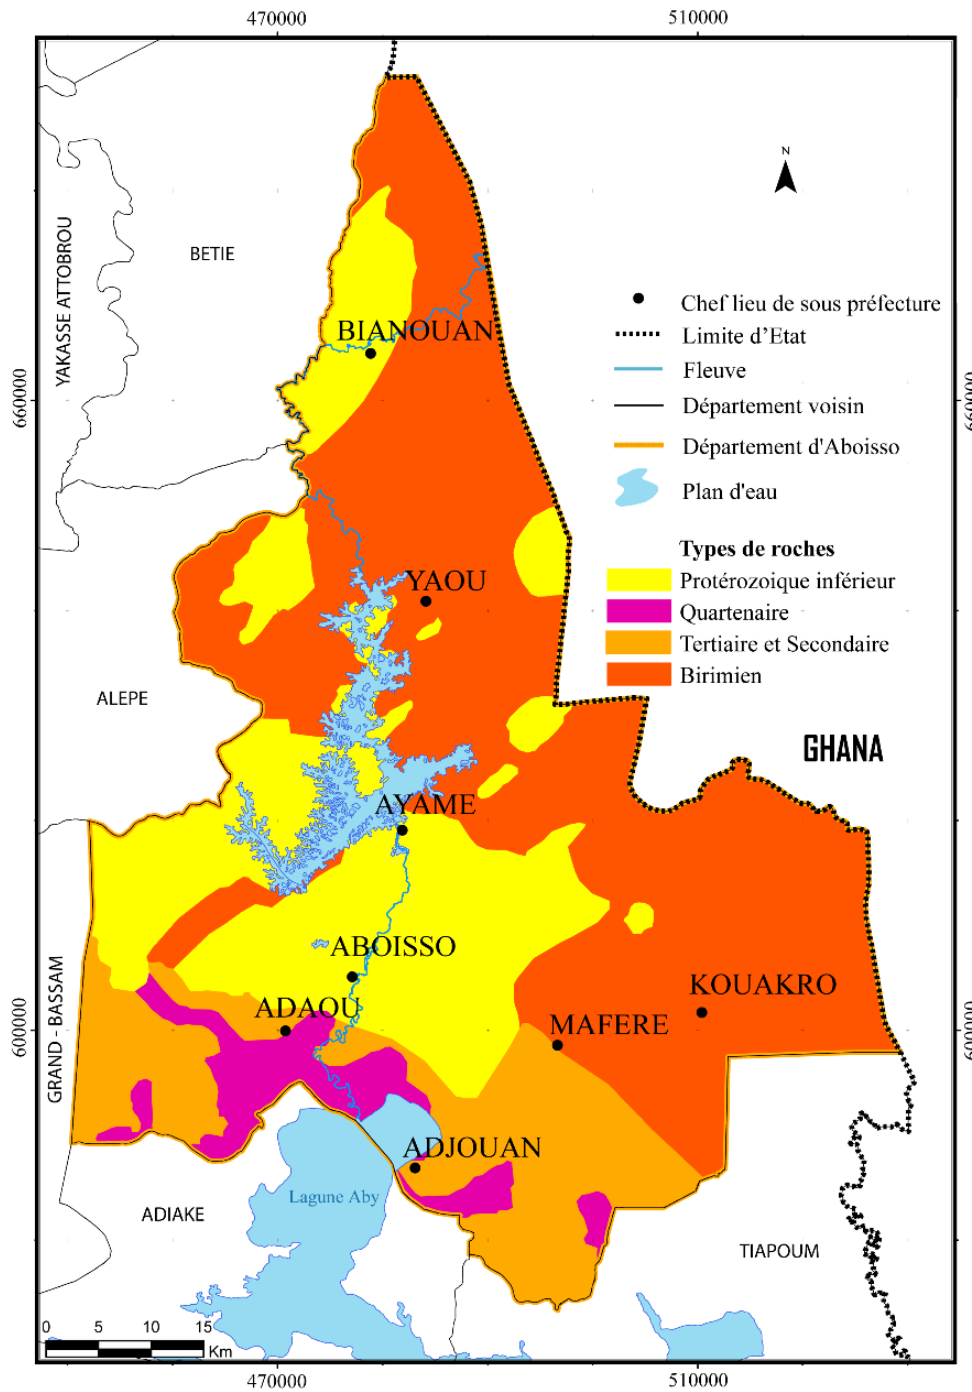 470000
510000
N
BETIE
YAKASSE ATTOBROU
Chef lieu de sous préfecture
BIANOUAN
Limite d'Etat
Fleuve
660000
660000
Département voisin
Département d'Aboisso
Plan d'eau
Types de roches
YAOU
Protérozoique inférieur
Quartenaire
Tertiaire et Secondaire
Birimien
ALEPE
GHANA
AYAME
ABOISSO
KOUAKRO
ADAOU
MAFERE
GRAND - BASSAM
600000
600000
ADJOUAN
Lagune Aby
ADIAKE
TIAPOUM
0 5 10 15
Km
470000
510000